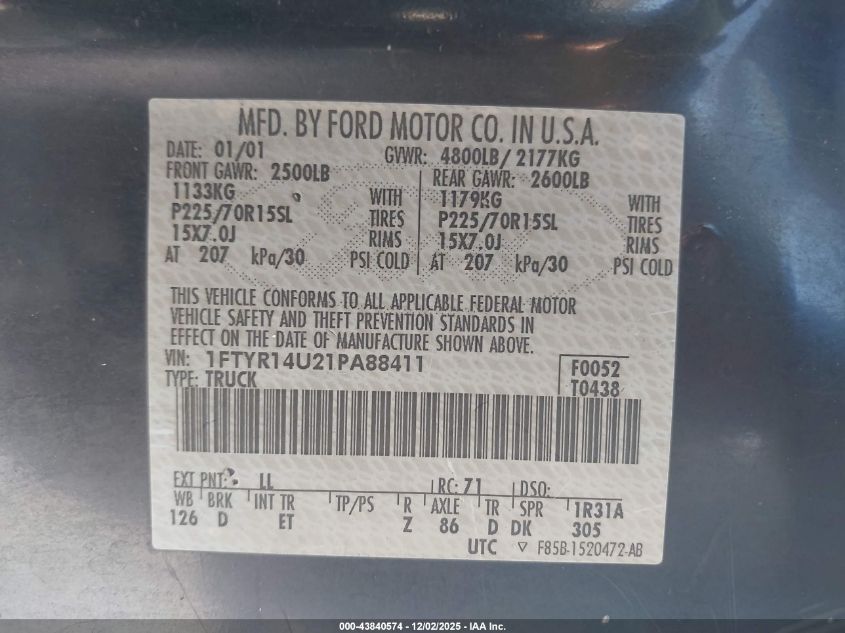 MFD. BY FORD MOTOR CO. IN U.S.A.
DATE: 01/01 GVWR: 4800LB/ 2177KG
FRONT GAWR: 2500LB REAR GAWR: 2600LB
1133KG WITH 1179KG WITH
P225/70R15SL TIRES P225/70R15SL TIRES
15X7.0J RIMS 15X7.0J RIMS
AT 207 kPa/30 PSI COLD AT 207 kPa/30 PSI COLD
THIS VEHICLE CONFORMS TO ALL APPLICABLE FEDERAL MOTOR
VEHICLE SAFETY AND THEFT PREVENTION STANDARDS IN
EFFECT ON THE DATE OF MANUFACTURE SHOWN ABOVE.
VIN: 1FTYR14U21PA88411 F0052
TYPE: TRUCK T0438
EXT PNT: LL RC: 71 DSO:
WB BRK INT TR TP/PS R AXLE TR SPR 1R31A
126 D ET Z 86 D DK 305
UTC ▽ F85B-1520472-AB
000-43840574 - 12/02/2025 - IAA Inc.